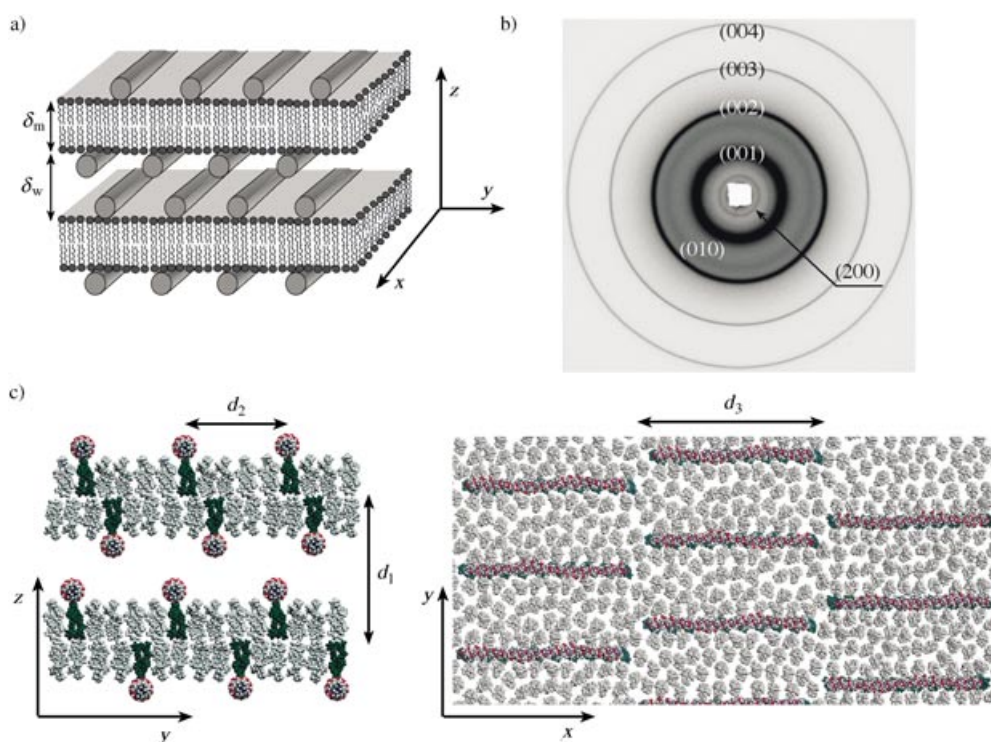 a)
δm
δw
z
y
x
b)
(004)
(003)
(002)
(001)
(010)
(200)
c)
d2
d1
z
y
d3
y
x